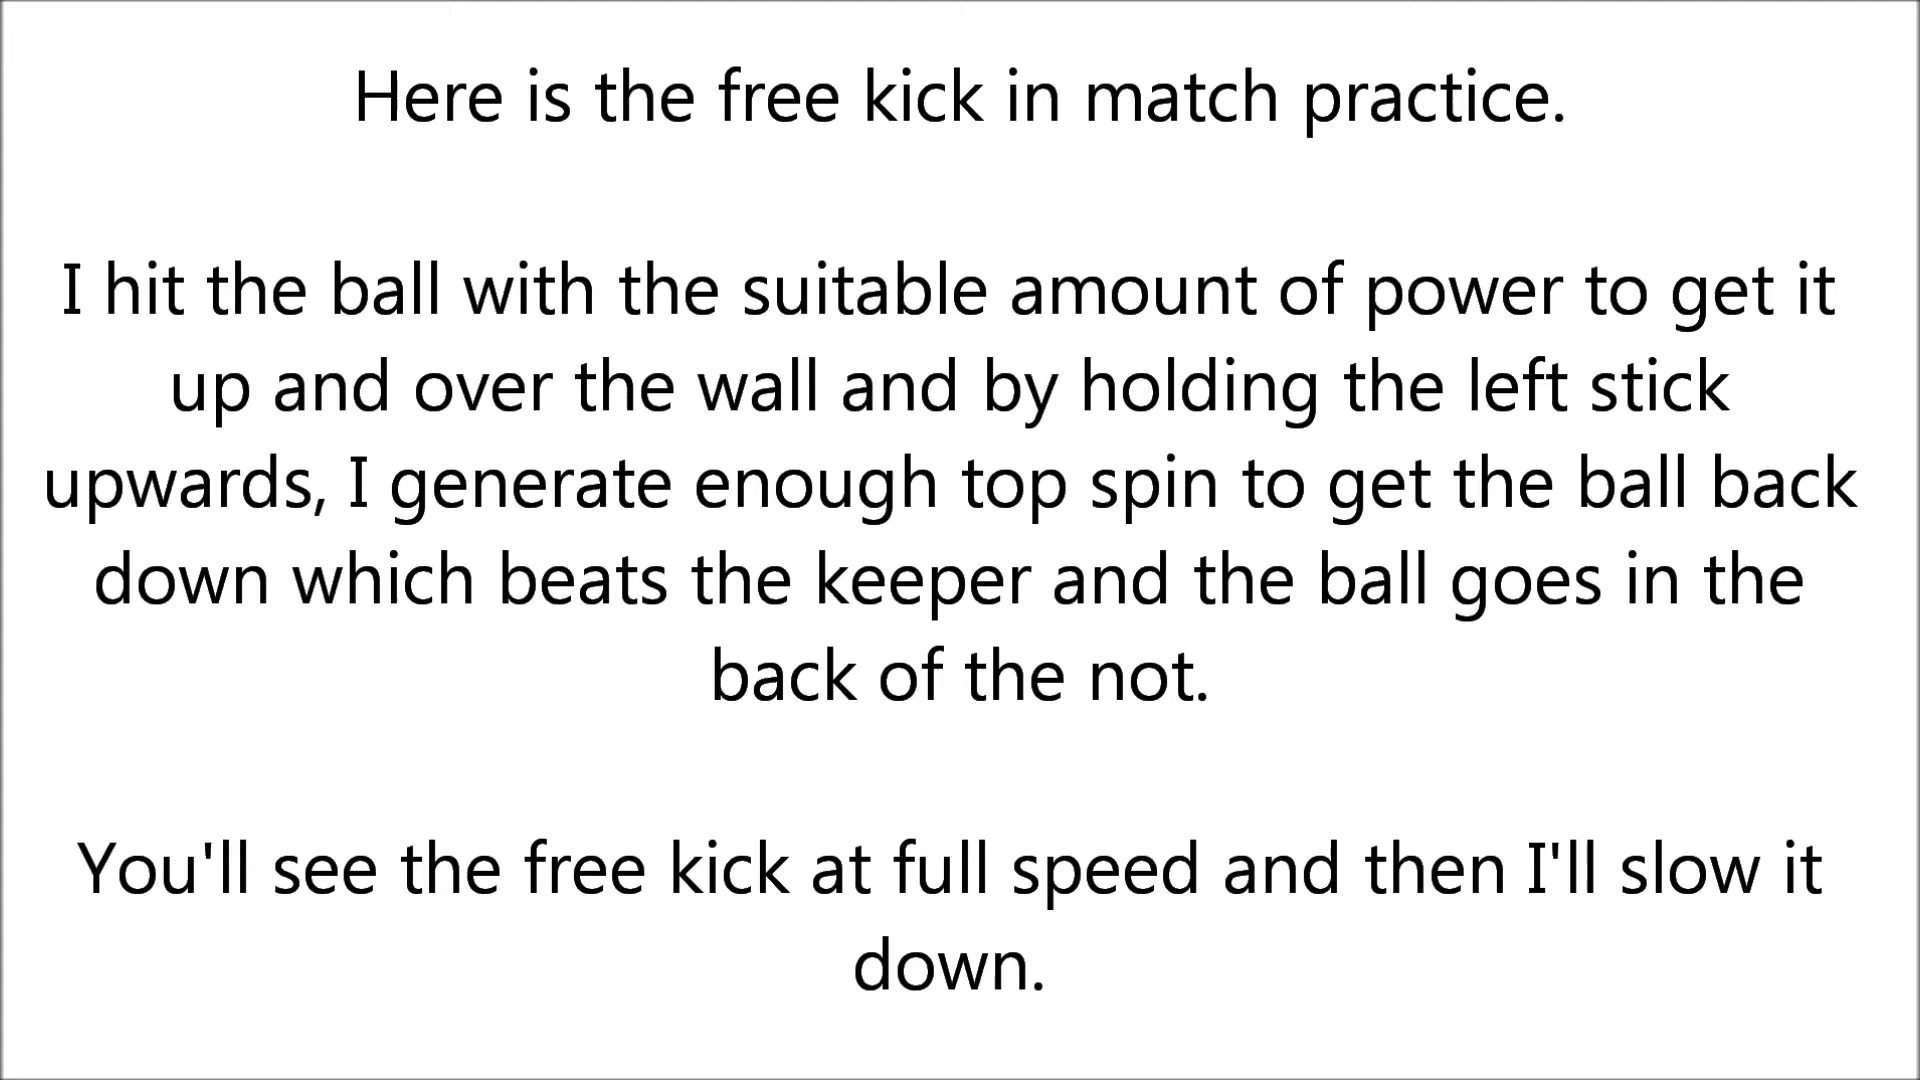 Here is the free kick in match practice.
I hit the ball with the suitable amount of power to get it
up and over the wall and by holding the left stick
upwards, I generate enough top spin to get the ball back
down which beats the keeper and the ball goes in the
back of the not.
You'll see the free kick at full speed and then I'll slow it
down.